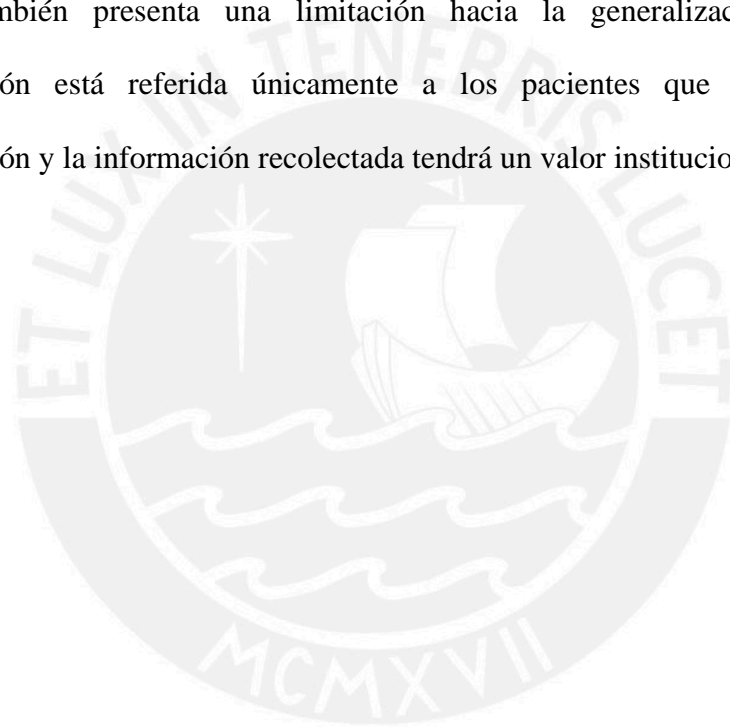 mbién presenta una limitación hacia la generalizac
ón está referida únicamente a los pacientes que
ón y la información recolectada tendrá un valor institucio
ET LUX IN TENEBRIS LUCET
MCMXVII